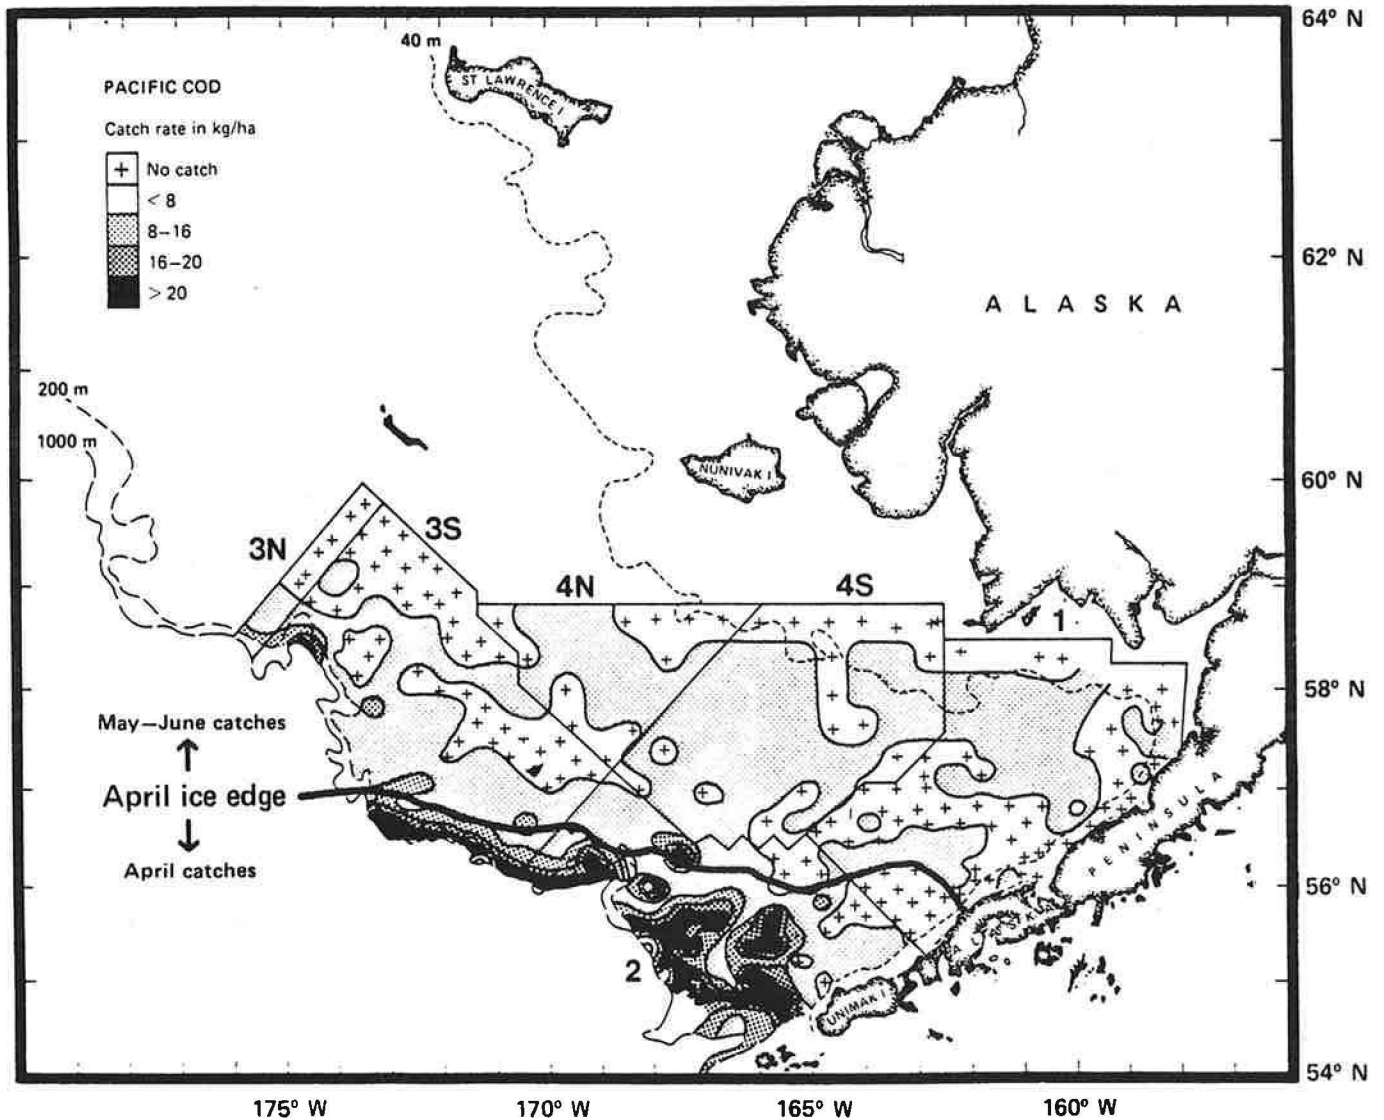 64° N
40 m
ST LAWRENCE I
PACIFIC COD
Catch rate in kg/ha
+ No catch
< 8
8–16
16–20
> 20
62° N
ALASKA
200 m
1000 m
NUNIVAK I
60° N
3N
3S
4N
4S
1
58° N
May–June catches
April ice edge
April catches
PENINSULA
56° N
2
UNIMAK I
54° N
175° W
170° W
165° W
160° W